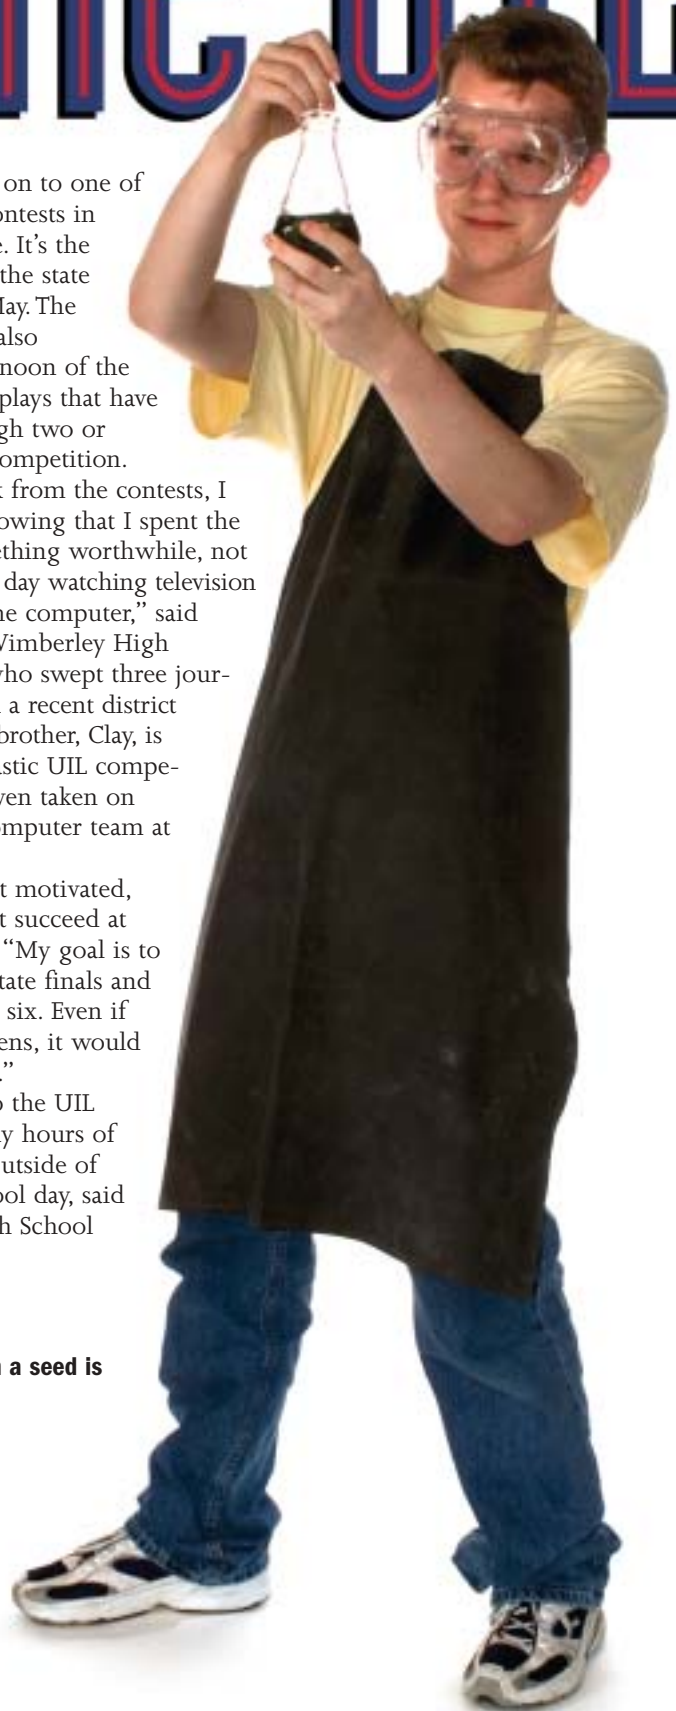 on to one of
ontests in
e. It’s the
the state
May. The
also
noon of the
plays that have
gh two or
ompetition.
k from the contests, I
owing that I spent the
ething worthwhile, not
day watching television
he computer,” said
Wimberley High
who swept three jour-
a recent district
brother, Clay, is
astic UIL compe-
ven taken on
omputer team at
t motivated,
t succeed at
“My goal is to
tate finals and
six. Even if
ens, it would
.”
o the UIL
y hours of
utside of
ool day, said
h School
a seed is